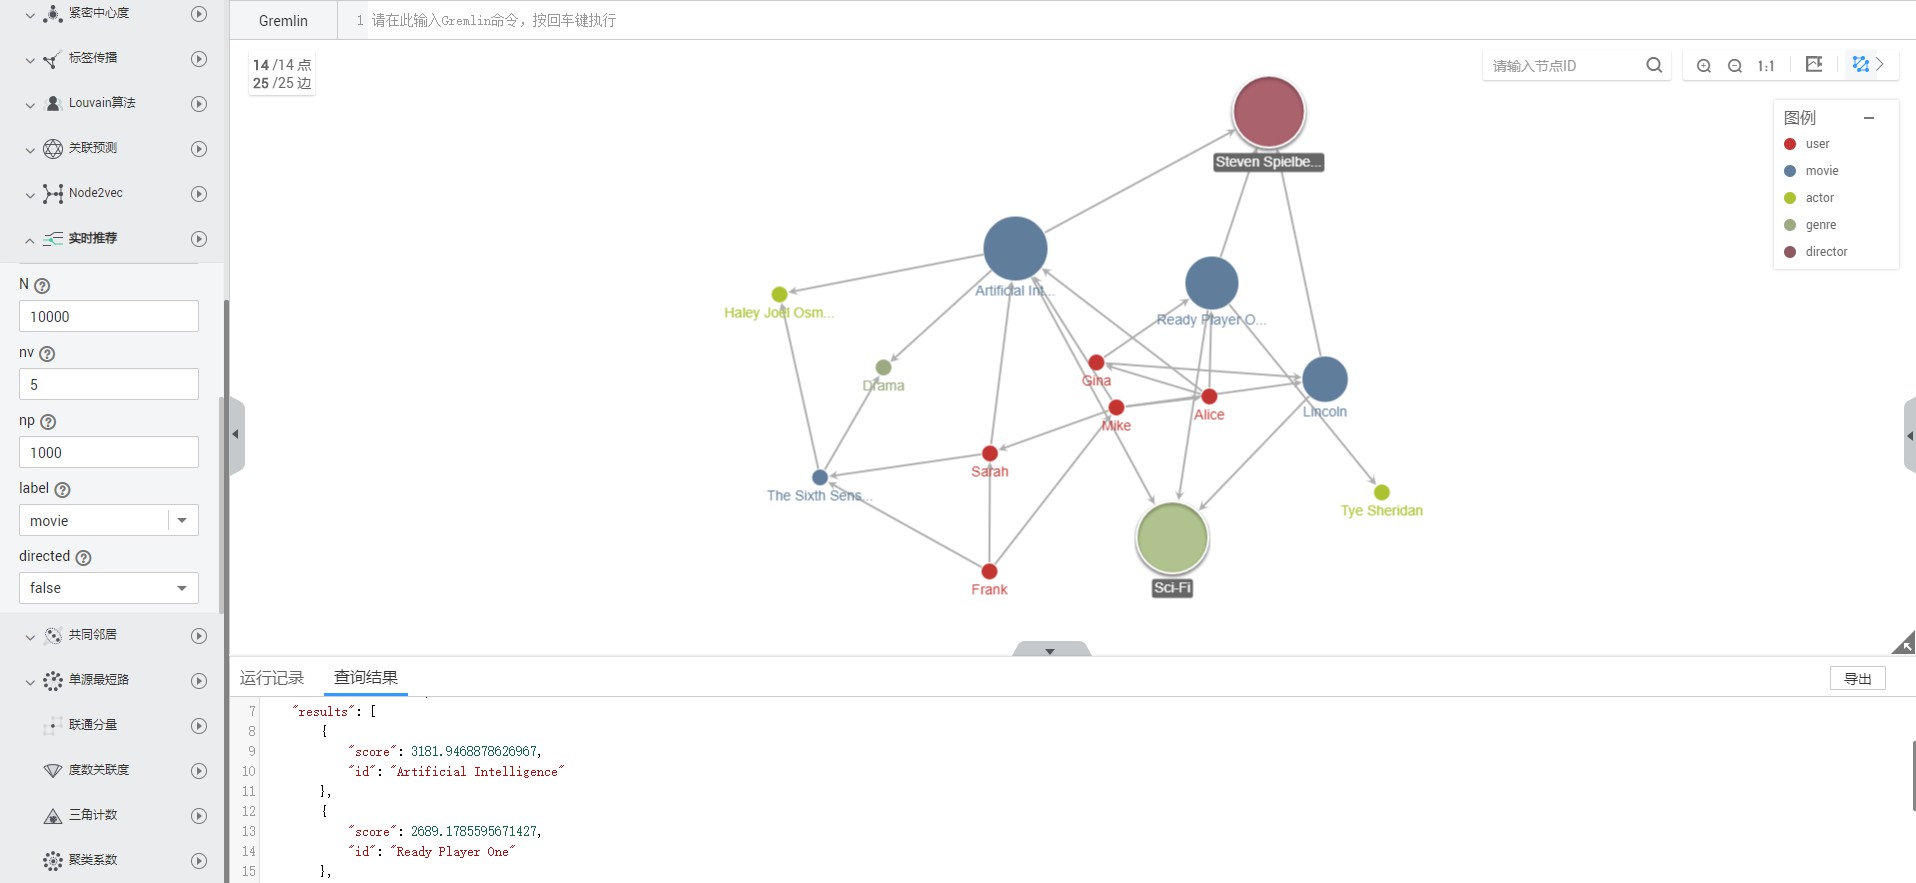 紧密中心度
标签传播
Louvain算法
关联预测
Node2vec
实时推荐
N
10000
nv
5
np
1000
label
movie
directed
false
共同邻居
单源最短路
联通分量
度数关联度
三角计数
聚类系数
Gremlin
1 请在此输入Gremlin命令，按回车键执行
14 /14 点
25 /25 边
请输入节点ID
1:1
图例
user
movie
actor
genre
director
Steven Spielbe...
Artificial Int...
Haley Joel Osm...
Ready Player O...
Drama
Gina
Alice
Lincoln
Mike
Sarah
The Sixth Sens...
Tye Sheridan
Frank
Sci-Fi
运行记录
查询结果
导出
7 "results": [
8 {
9 "score": 3181.9468878626967,
10 "id": "Artificial Intelligence"
11 },
12 {
13 "score": 2689.1785595671427,
14 "id": "Ready Player One"
15 },